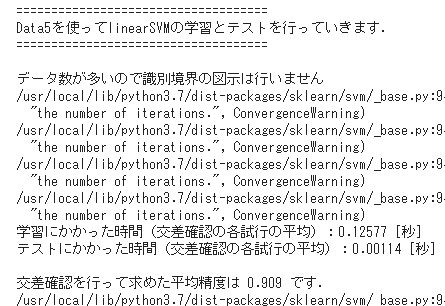 ====================================
Data5を使ってlinearSVMの学習とテストを行っていきます.
====================================
データ数が多いので識別境界の図示は行いません
/usr/local/lib/python3.7/dist-packages/sklearn/svm/_base.py:9
"the number of iterations.", ConvergenceWarning)
/usr/local/lib/python3.7/dist-packages/sklearn/svm/_base.py:9
"the number of iterations.", ConvergenceWarning)
/usr/local/lib/python3.7/dist-packages/sklearn/svm/_base.py:9
"the number of iterations.", ConvergenceWarning)
/usr/local/lib/python3.7/dist-packages/sklearn/svm/_base.py:9
"the number of iterations.", ConvergenceWarning)
学習にかかった時間（交差確認の各試行の平均）：0.12577 [秒]
テストにかかった時間（交差確認の各試行の平均）：0.00114 [秒]
交差確認を行って求めた平均精度は 0.909 です.
/usr/local/lib/python3.7/dist-packages/sklearn/svm/_base.py:9